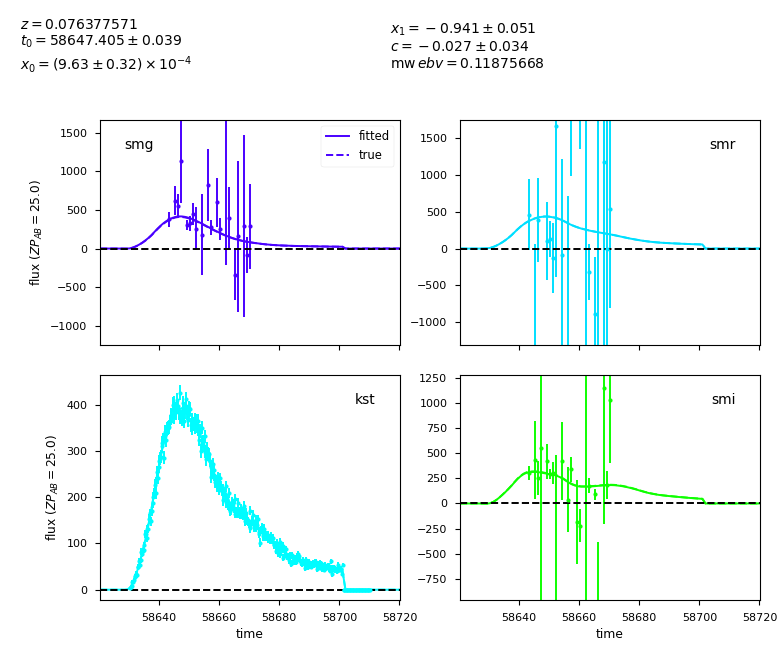 z = 0.076377571
t0 = 58647.405 ± 0.039
x0 = (9.63 ± 0.32) × 10^−4
x1 = −0.941 ± 0.051
c = −0.027 ± 0.034
mw ebv = 0.11875668
smg
fitted
true
1500
1000
500
0
−500
−1000
flux (ZP_AB = 25.0)
smr
1500
1000
500
0
−500
−1000
kst
400
300
200
100
0
flux (ZP_AB = 25.0)
58640 58660 58680 58700 58720
time
smi
1250
1000
750
500
250
0
−250
−500
−750
58640 58660 58680 58700 58720
time